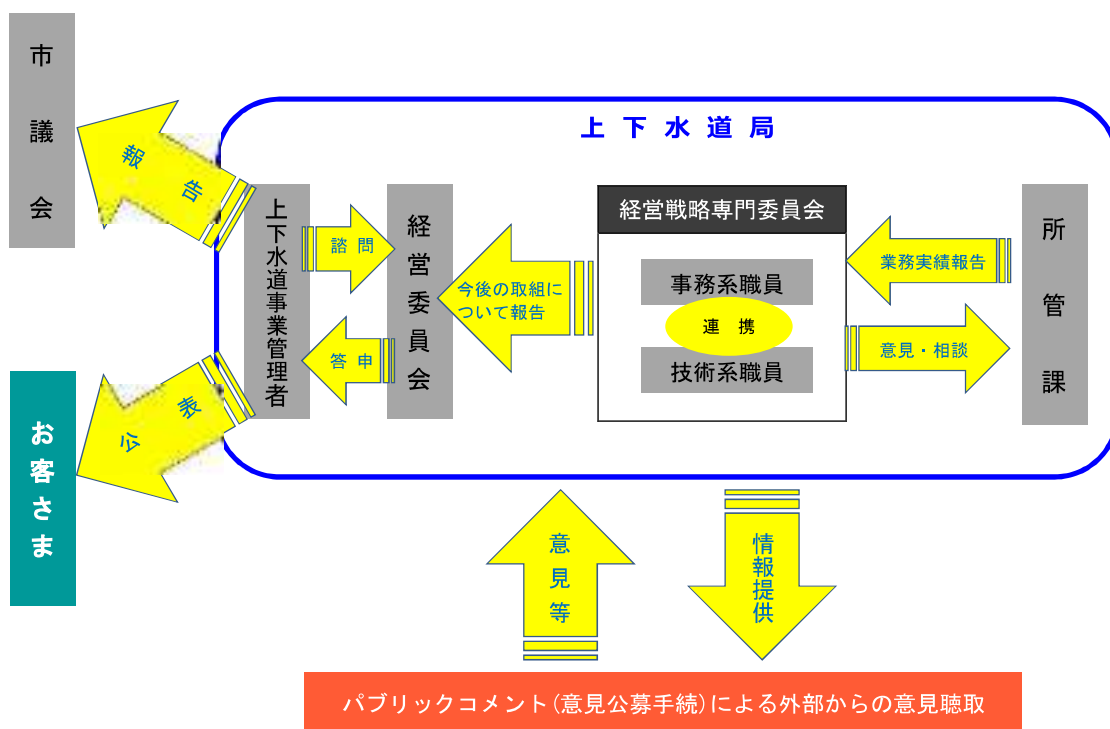 市議会
報告
上下水道局
上下水道事業管理者
諮問
答申
経営委員会
今後の取組に
ついて報告
経営戦略専門委員会
事務系職員
連携
技術系職員
業務実績報告
意見・相談
所管課
公表
お客さま
意見等
情報提供
パブリックコメント(意見公募手続)による外部からの意見聴取